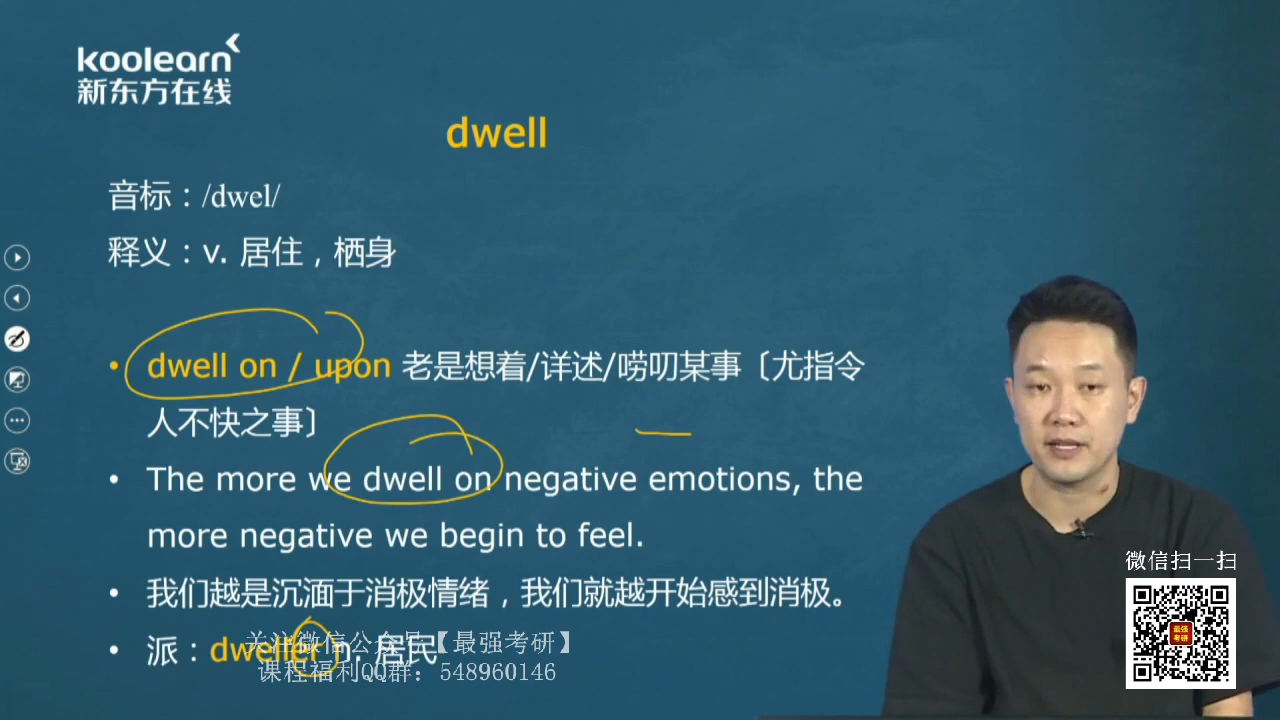 koolearn
新东方在线
dwell
音标：/dwel/
释义：v. 居住，栖身
• dwell on / upon 老是想着/详述/唠叨某事〔尤指令
人不快之事〕
• The more we dwell on negative emotions, the
more negative we begin to feel.
• 我们越是沉湎于消极情绪，我们就越开始感到消极。
• 派：dweller n. 居民
关注微信公众号【最强考研】
课程福利QQ群：548960146
微信扫一扫
最强
考研